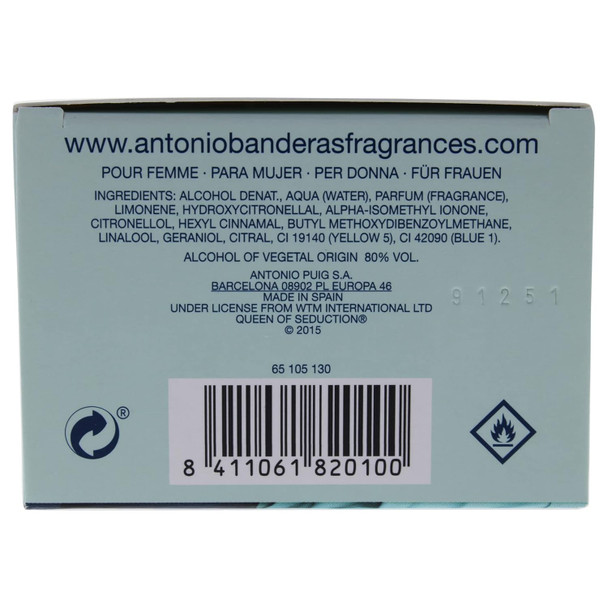 www.antoniobanderasfragrances.com
POUR FEMME · PARA MUJER · PER DONNA · FÜR FRAUEN
INGREDIENTS: ALCOHOL DENAT., AQUA (WATER), PARFUM (FRAGRANCE),
LIMONENE, HYDROXYCITRONELLAL, ALPHA-ISOMETHYL IONONE,
CITRONELLOL, HEXYL CINNAMAL, BUTYL METHOXYDIBENZOYLMETHANE,
LINALOOL, GERANIOL, CITRAL, CI 19140 (YELLOW 5), CI 42090 (BLUE 1).
ALCOHOL OF VEGETAL ORIGIN 80% VOL.
ANTONIO PUIG S.A.
BARCELONA 08902 PL EUROPA 46
MADE IN SPAIN
UNDER LICENSE FROM WTM INTERNATIONAL LTD
QUEEN OF SEDUCTION®
© 2015
91251
65 105 130
®
8 411061 820100